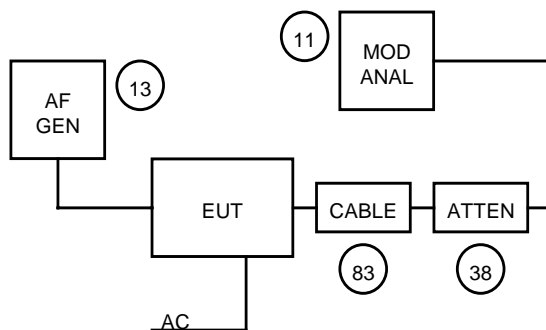 11
MOD
ANAL
AF
GEN
13
EUT
CABLE
ATTEN
83
38
AC